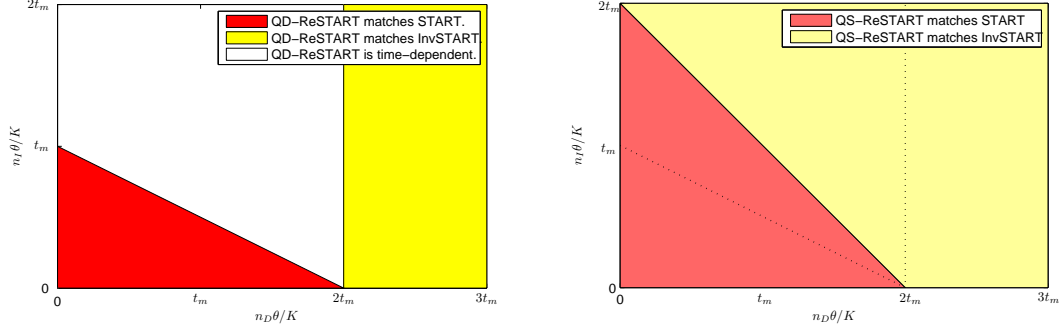 2t_m
QD-ReSTART matches START.
QD-ReSTART matches InvSTART.
QD-ReSTART is time-dependent.
n_I θ/K
t_m
0
0
t_m
2t_m
3t_m
n_D θ/K
2t_m
QS-ReSTART matches START
QS-ReSTART matches InvSTART
n_I θ/K
t_m
0
0
t_m
2t_m
3t_m
n_D θ/K